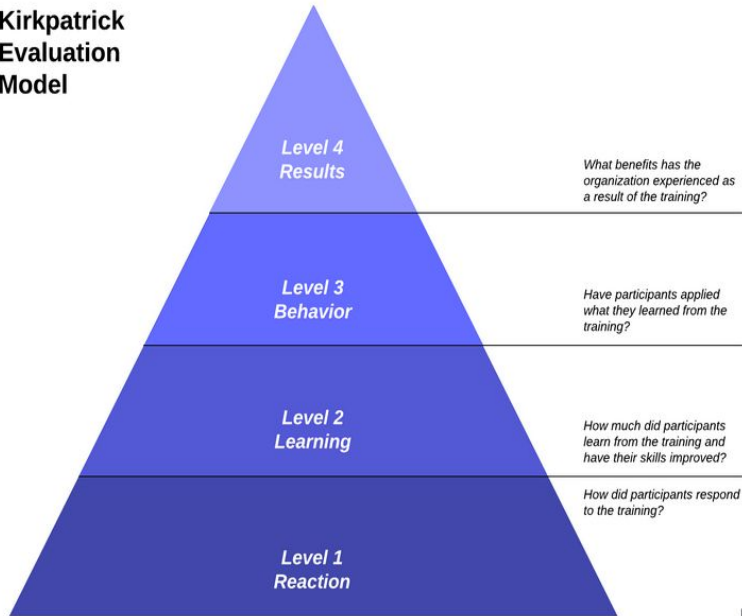 Kirkpatrick
Evaluation
Model
Level 4
Results
What benefits has the
organization experienced as
a result of the training?
Level 3
Behavior
Have participants applied
what they learned from the
training?
Level 2
Learning
How much did participants
learn from the training and
have their skills improved?
How did participants respond
to the training?
Level 1
Reaction